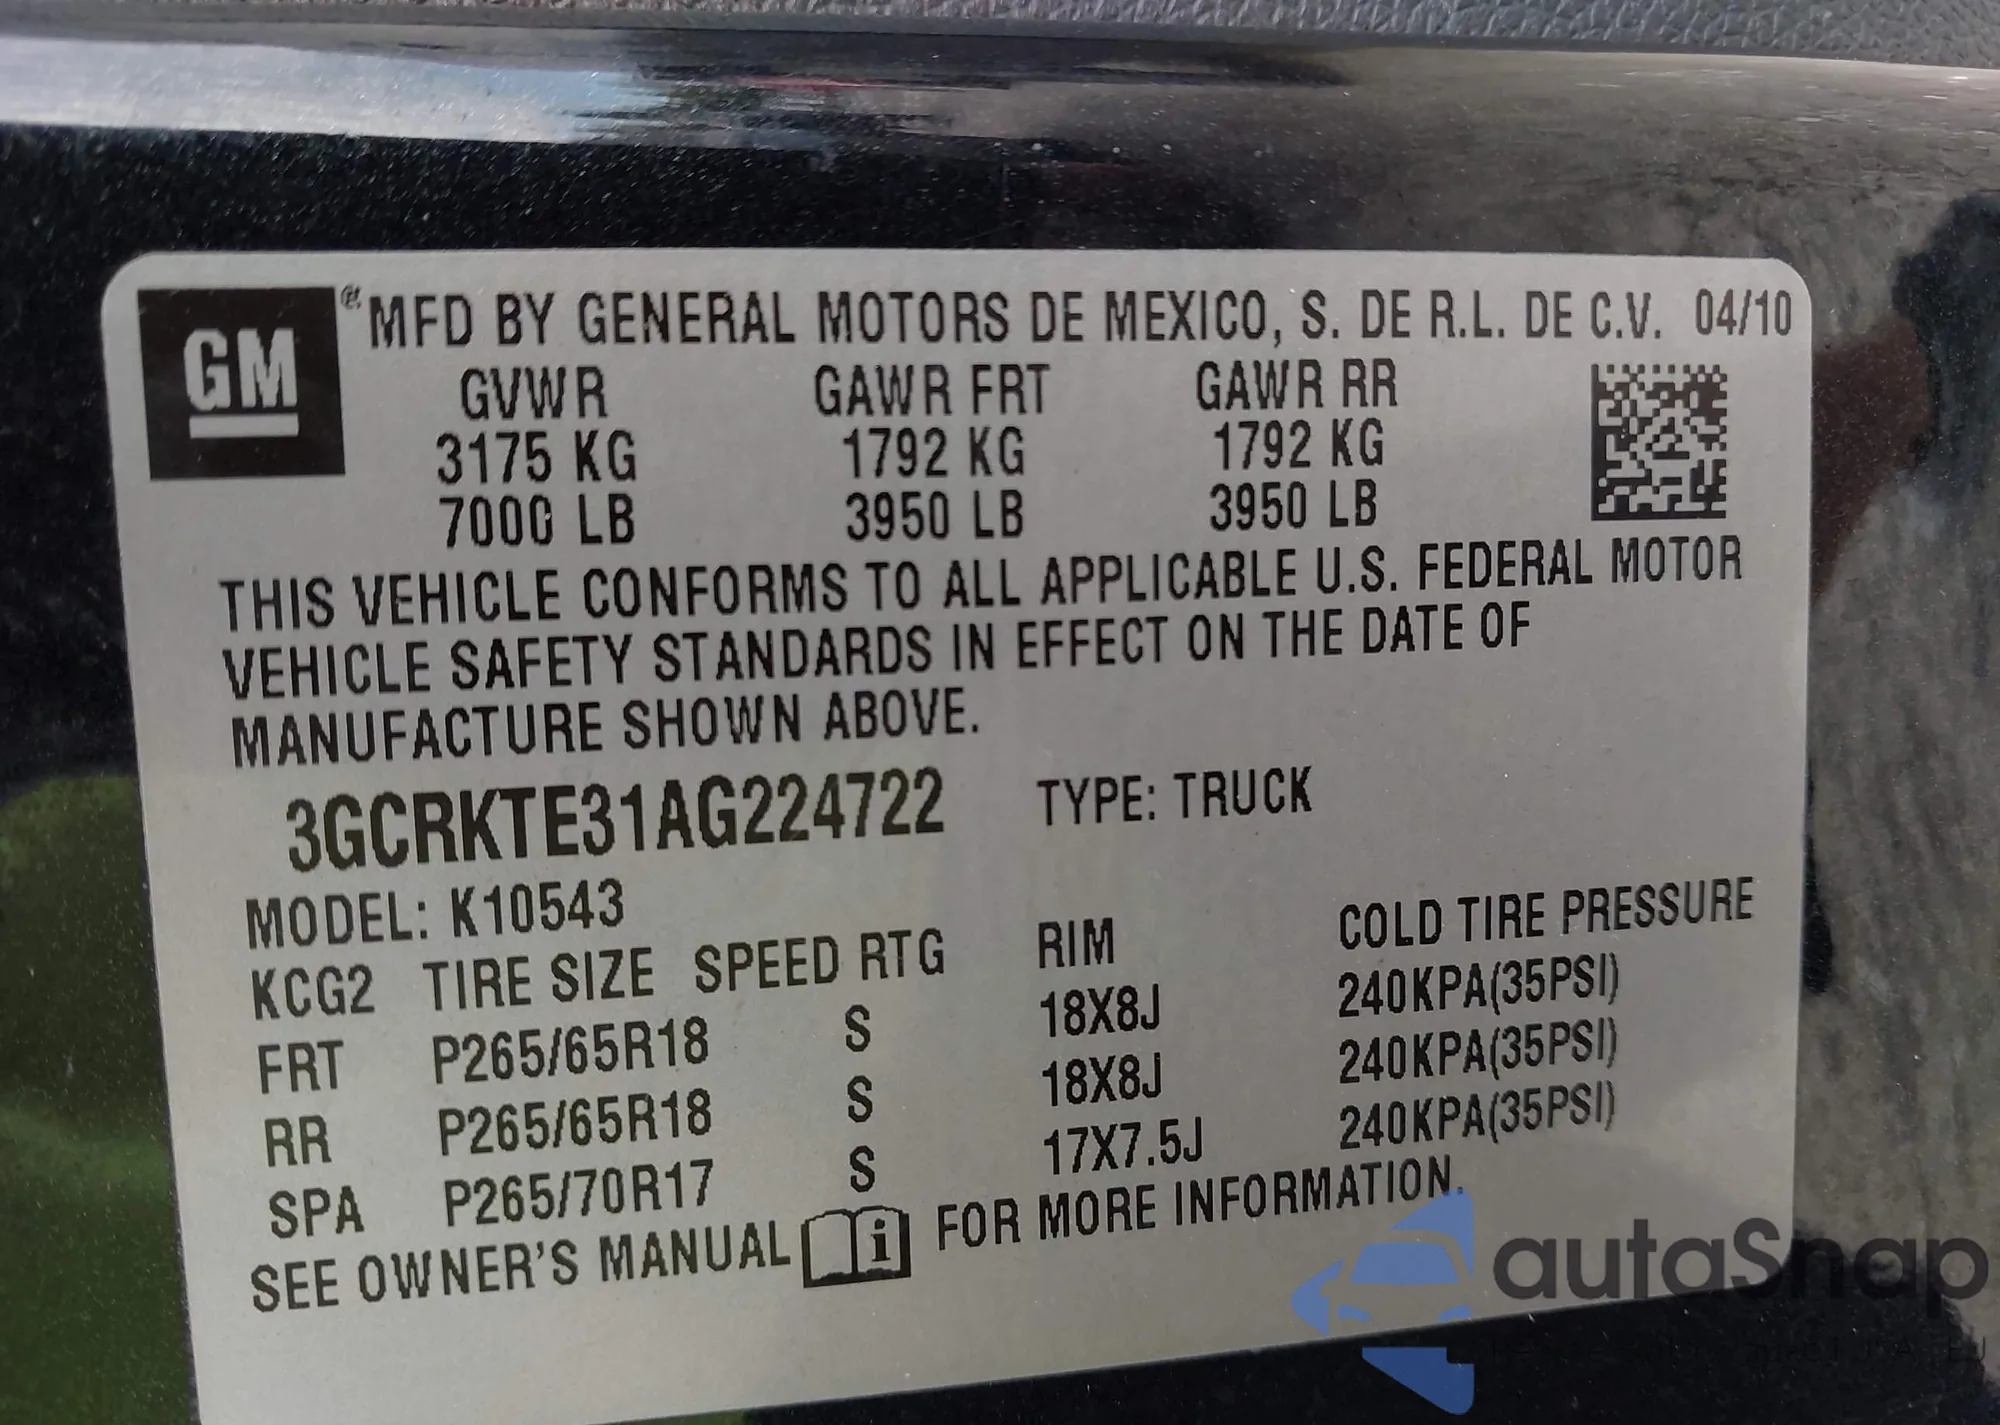 GM ® MFD BY GENERAL MOTORS DE MEXICO, S. DE R.L. DE C.V. 04/10
GVWR GAWR FRT GAWR RR
3175 KG 1792 KG 1792 KG
7000 LB 3950 LB 3950 LB
THIS VEHICLE CONFORMS TO ALL APPLICABLE U.S. FEDERAL MOTOR
VEHICLE SAFETY STANDARDS IN EFFECT ON THE DATE OF
MANUFACTURE SHOWN ABOVE.
3GCRKTE31AG224722 TYPE: TRUCK
MODEL: K10543
KCG2 TIRE SIZE SPEED RTG RIM COLD TIRE PRESSURE
FRT P265/65R18 S 18X8J 240KPA(35PSI)
RR P265/65R18 S 18X8J 240KPA(35PSI)
SPA P265/70R17 S 17X7.5J 240KPA(35PSI)
SEE OWNER'S MANUAL i FOR MORE INFORMATION.
autaSnap